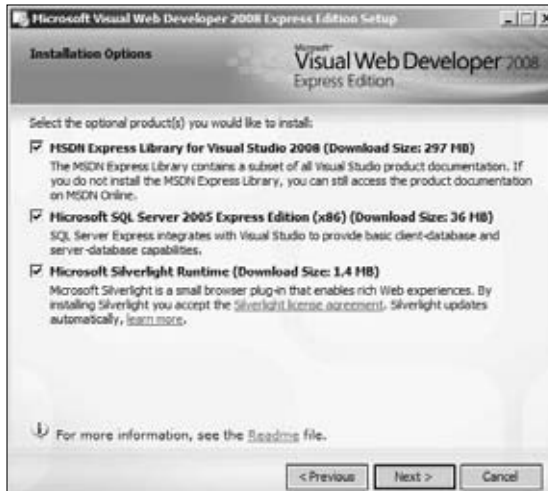 Microsoft Visual Web Developer 2008 Express Edition Setup
Installation Options
Microsoft
Visual Web Developer 2008
Express Edition
Select the optional product(s) you would like to install:
MSDN Express Library for Visual Studio 2008 (Download Size: 297 MB)
The MSDN Express Library contains a subset of all Visual Studio product documentation. If
you do not install the MSDN Express Library, you can still access the product documentation
on MSDN Online.
Microsoft SQL Server 2005 Express Edition (x86) (Download Size: 36 MB)
SQL Server Express integrates with Visual Studio to provide basic client-database and
server-database capabilities.
Microsoft Silverlight Runtime (Download Size: 1.4 MB)
Microsoft Silverlight is a small browser plug-in that enables rich Web experiences. By
installing Silverlight you accept the Silverlight license agreement. Silverlight updates
automatically, learn more.
For more information, see the Readme file.
< Previous
Next >
Cancel